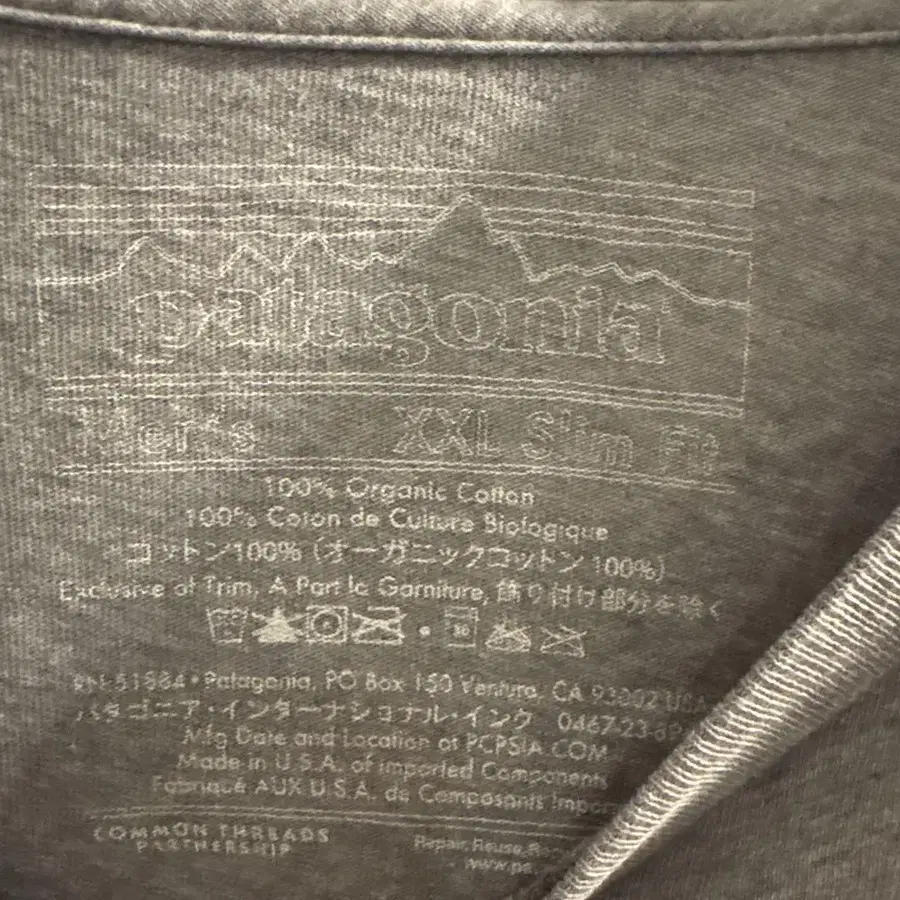 patagonia
Men's XXL Slim Fit
100% Organic Cotton
100% Coton de Culture Biologique
コットン100% (オーガニックコットン100%)
Exclusive of Trim, A Part le Garniture, 飾り付け部分を除く
RN 51884 • Patagonia, PO Box 150 Ventura, CA 93002 USA
パタゴニア・インターナショナル・インク 0467-23-
Mfg Date and Location at PCPSIA.COM
Made in U.S.A. of Imported Components
Fabriqué AUX U.S.A. de Composants Impor
COMMON THREADS
PARTNERSHIP
Repair, Reuse,
www.pa